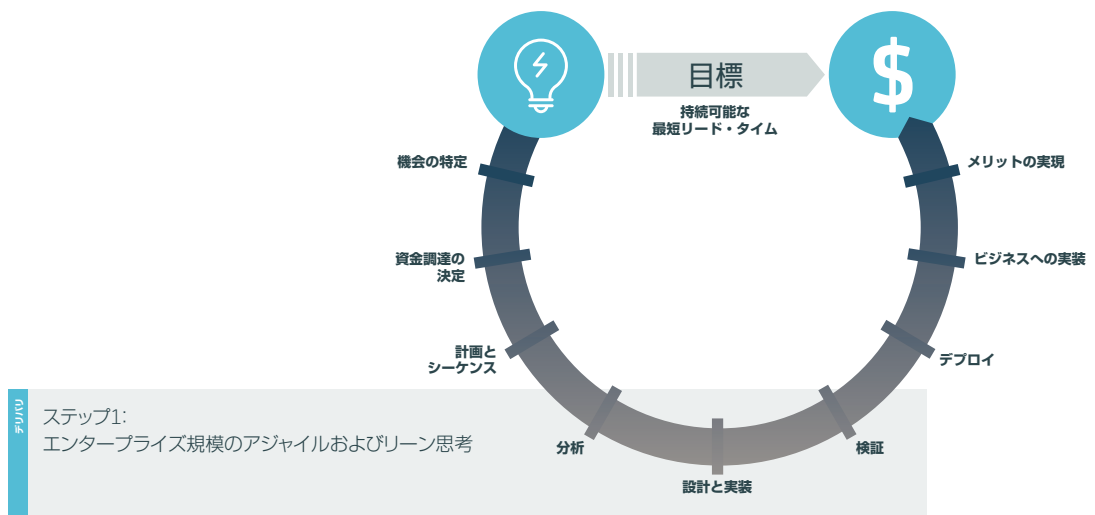 目標
持続可能な
最短リード・タイム
機会の特定
資金調達の
決定
計画と
シーケンス
分析
設計と実装
検証
デプロイ
ビジネスへの実装
メリットの実現
デリバリ
ステップ1:
エンタープライズ規模のアジャイルおよびリーン思考
$